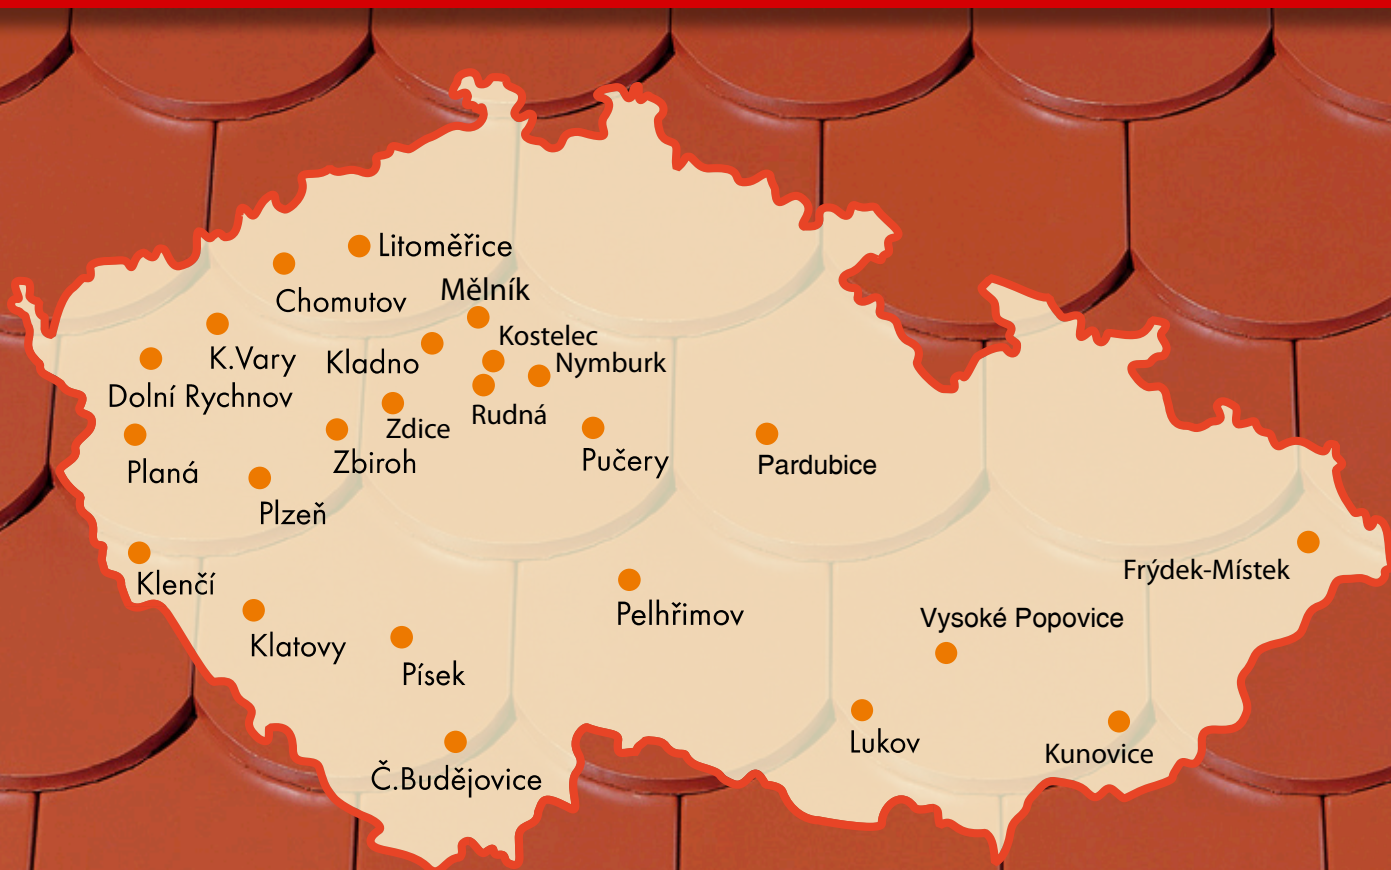 Litoměřice
Chomutov
Mělník
Kostelec
K.Vary
Kladno
Nymburk
Dolní Rychnov
Rudná
Zdice
Planá
Zbiroh
Pučery
Pardubice
Plzeň
Klenčí
Frýdek-Místek
Pelhřimov
Vysoké Popovice
Klatovy
Písek
Lukov
Kunovice
Č.Budějovice